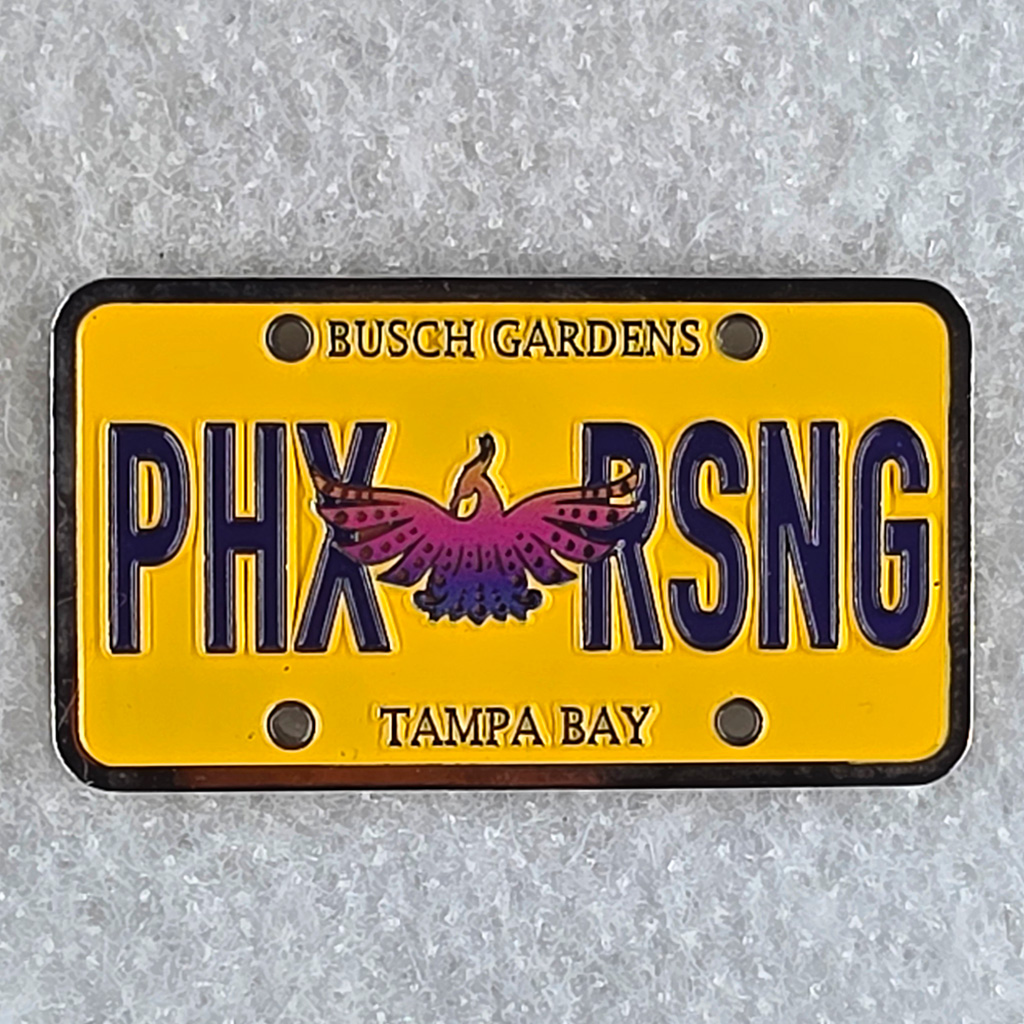 BUSCH GARDENS
PHX RSNG
TAMPA BAY